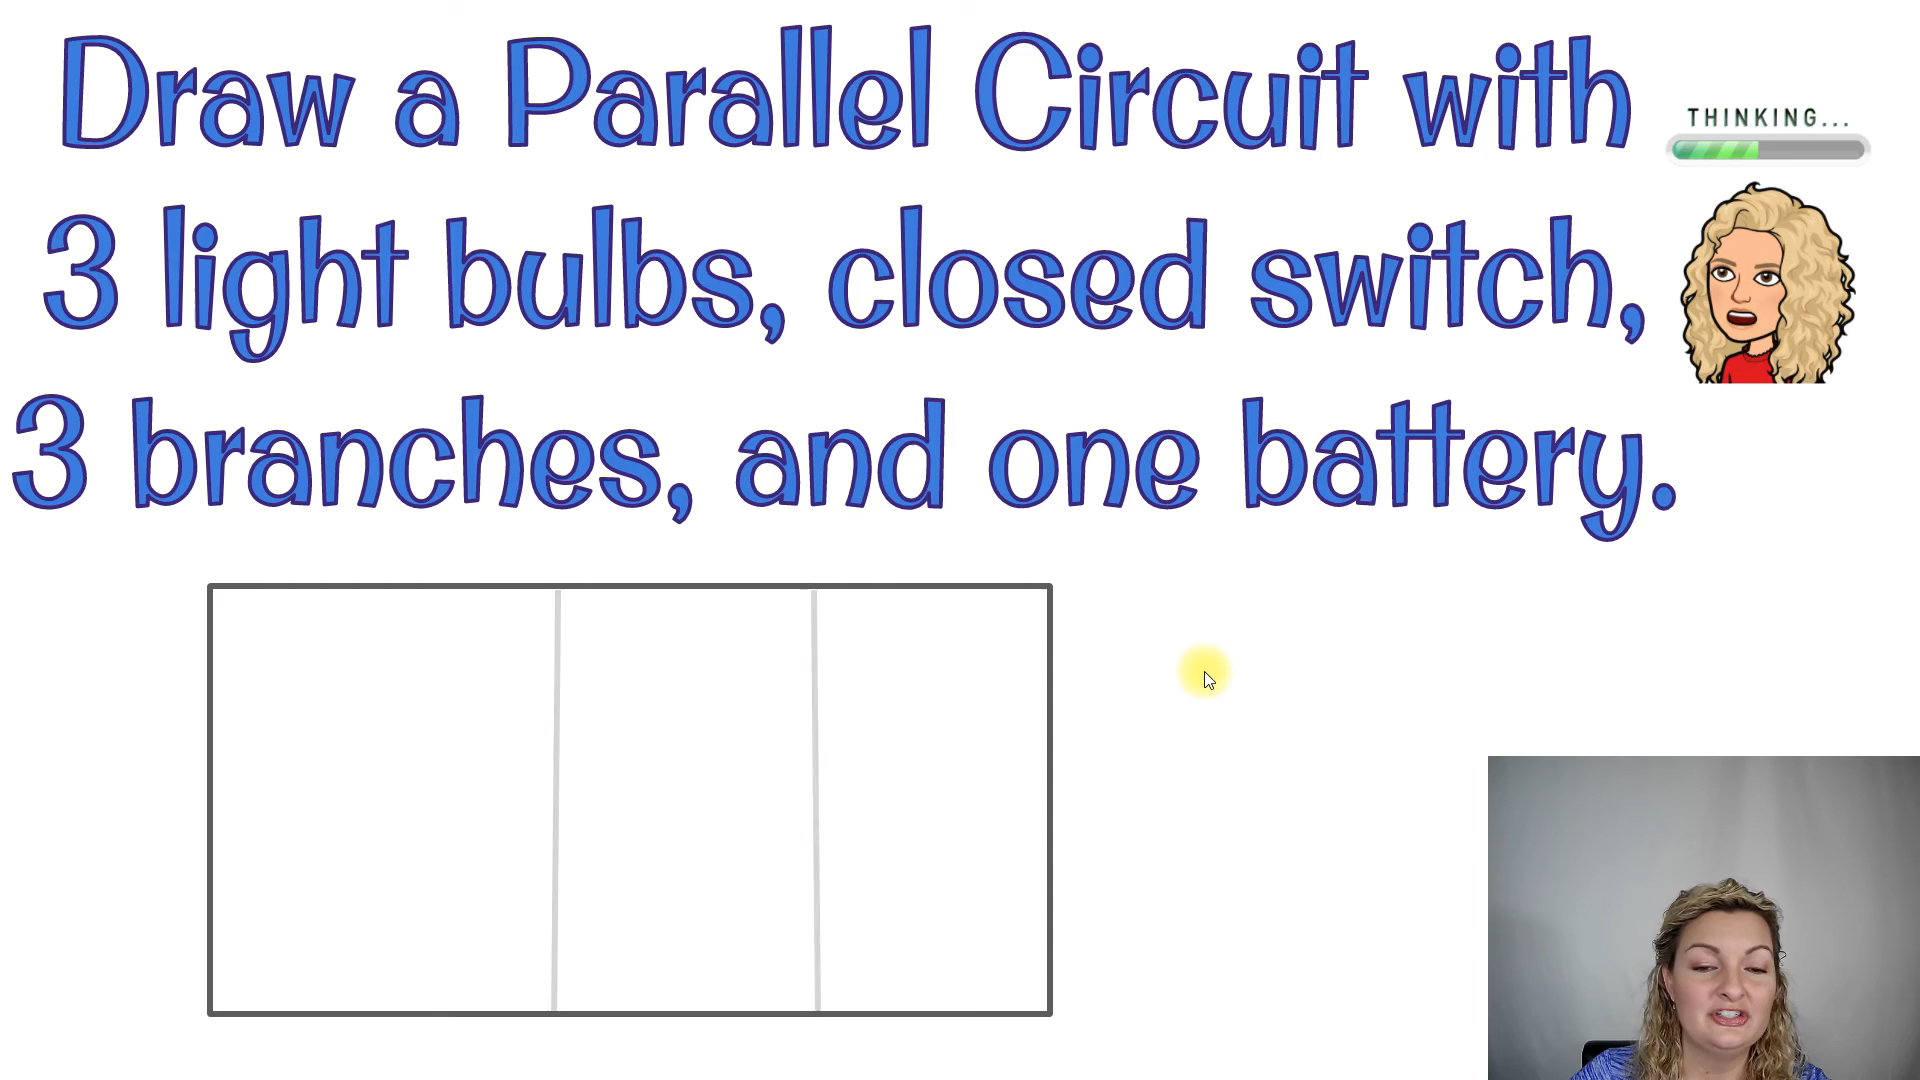 Draw a Parallel Circuit with
THINKING...
3 light bulbs, closed switch,
3 branches, and one battery.